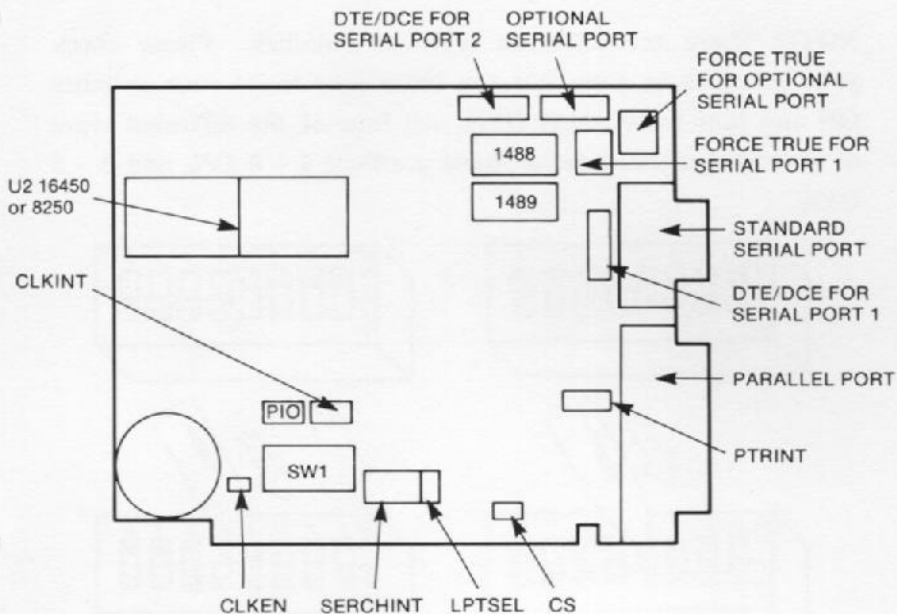 DTE/DCE FOR
SERIAL PORT 2
OPTIONAL
SERIAL PORT
FORCE TRUE
FOR OPTIONAL
SERIAL PORT
1488
FORCE TRUE FOR
SERIAL PORT 1
U2 16450
or 8250
1489
STANDARD
SERIAL PORT
CLKINT
DTE/DCE FOR
SERIAL PORT 1
PARALLEL PORT
PIO
PTRINT
SW1
CLKEN
SERCHINT
LPTSEL
CS